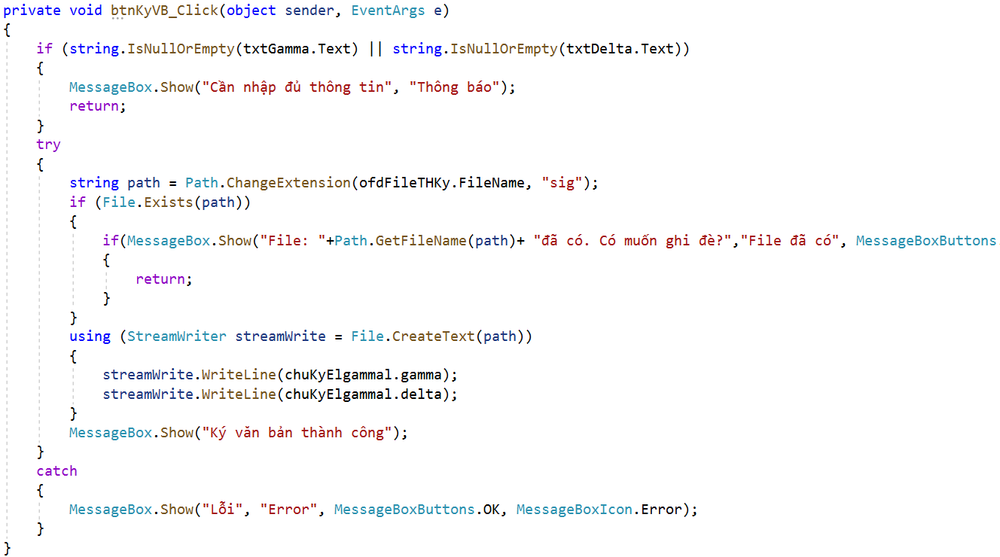 private void btnKyVB_Click(object sender, EventArgs e)
{
    if (string.IsNullOrEmpty(txtGamma.Text) || string.IsNullOrEmpty(txtDelta.Text))
    {
        MessageBox.Show("Cần nhập đủ thông tin", "Thông báo");
        return;
    }
    try
    {
        string path = Path.ChangeExtension(ofdFileTHKy.FileName, "sig");
        if (File.Exists(path))
        {
            if(MessageBox.Show("File: "+Path.GetFileName(path)+ "đã có. Có muốn ghi đè?","File đã có", MessageBoxButtons
            {
                return;
            }
        }
        using (StreamWriter streamWrite = File.CreateText(path))
        {
            streamWrite.WriteLine(chuKyElgammal.gamma);
            streamWrite.WriteLine(chuKyElgammal.delta);
        }
        MessageBox.Show("Ký văn bản thành công");
    }
    catch
    {
        MessageBox.Show("Lỗi", "Error", MessageBoxButtons.OK, MessageBoxIcon.Error);
    }
}